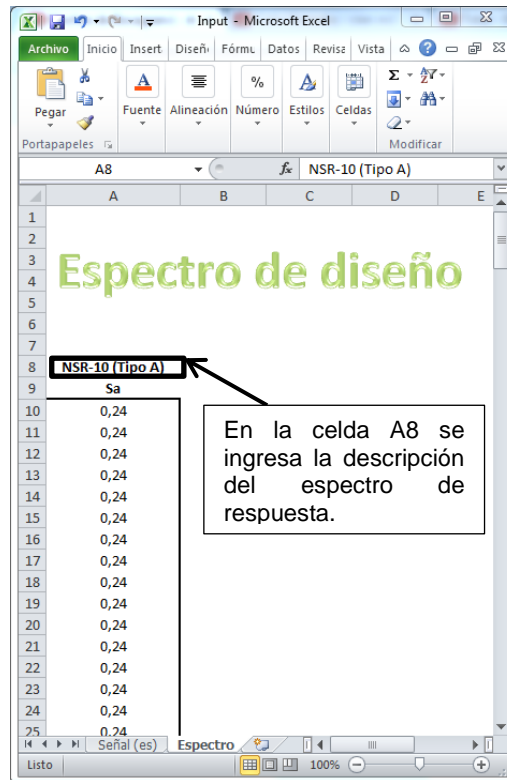 Input - Microsoft Excel
Archivo Inicio Insert Diseñ Fórmu Datos Revisa Vista
Pegar Fuente Alineación Número Estilos Celdas
Portapapeles Modificar
A8 fx NSR-10 (Tipo A)
A B C D E
1
2
3
4
5
6
7
Espectro de diseño
8 NSR-10 (Tipo A)
9 Sa
10 0,24
11 0,24
12 0,24
13 0,24
14 0,24
15 0,24
16 0,24
17 0,24
18 0,24
19 0,24
20 0,24
21 0,24
22 0,24
23 0,24
24 0,24
25 0,24
En la celda A8 se
ingresa la descripción
del espectro de
respuesta.
Señal (es) Espectro
Listo 100%